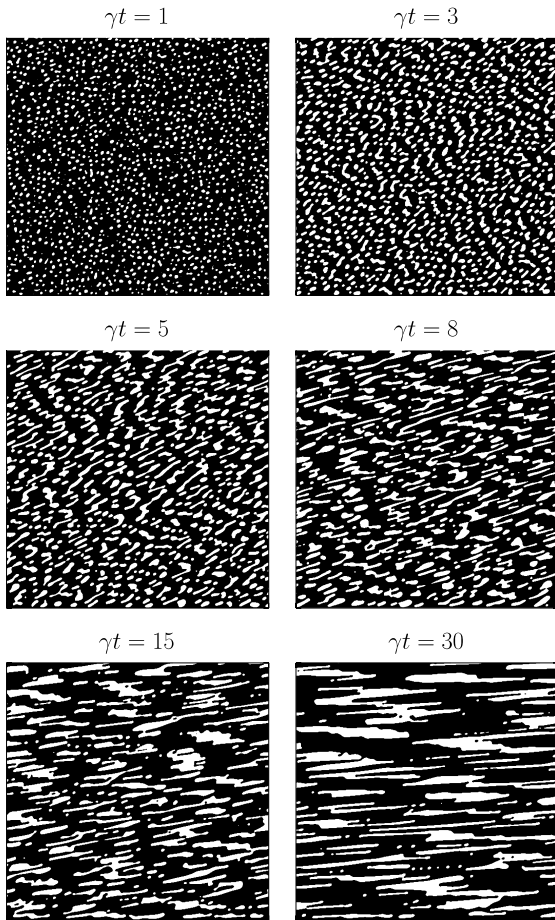 γt = 1
γt = 3
γt = 5
γt = 8
γt = 15
γt = 30